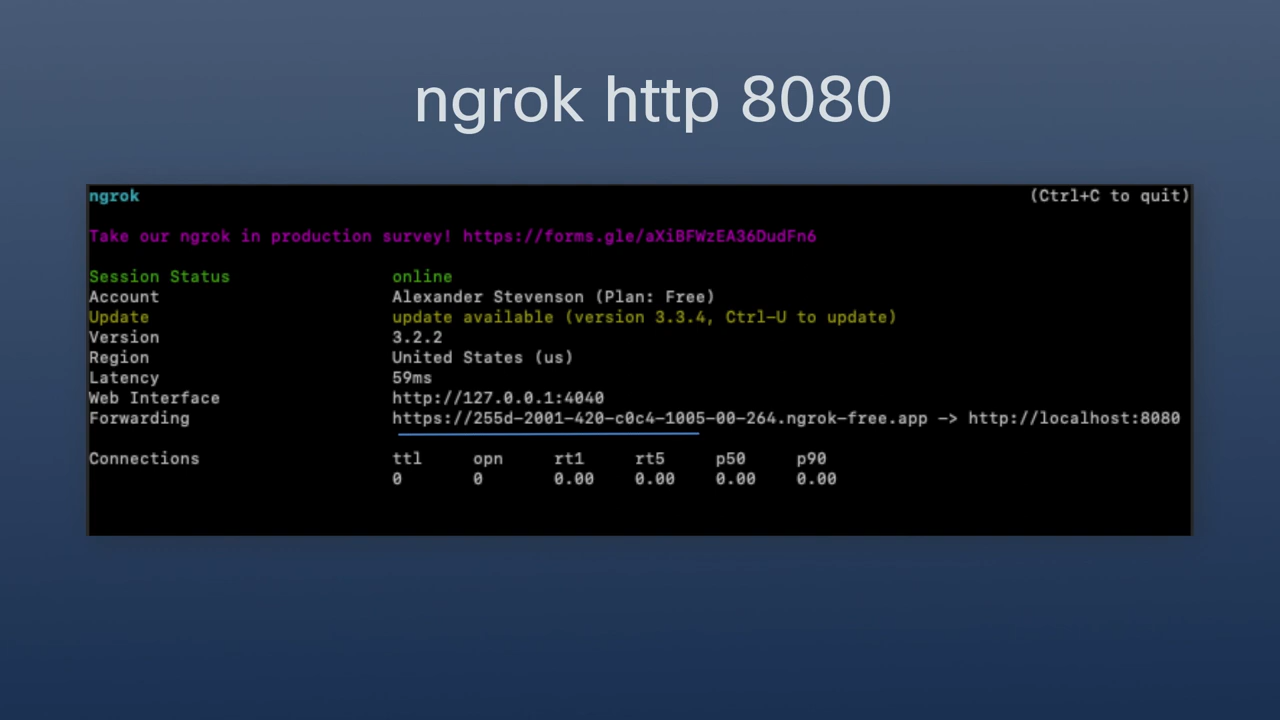 ngrok http 8080
ngrok (Ctrl+C to quit)
Take our ngrok in production survey! https://forms.gle/aXiBFWzEA36DudFn6
Session Status online
Account Alexander Stevenson (Plan: Free)
Update update available (version 3.3.4, Ctrl-U to update)
Version 3.2.2
Region United States (us)
Latency 59ms
Web Interface http://127.0.0.1:4040
Forwarding https://255d-2001-420-c0c4-1005-00-264.ngrok-free.app -> http://localhost:8080
Connections ttl opn rt1 rt5 p50 p90
0 0 0.00 0.00 0.00 0.00